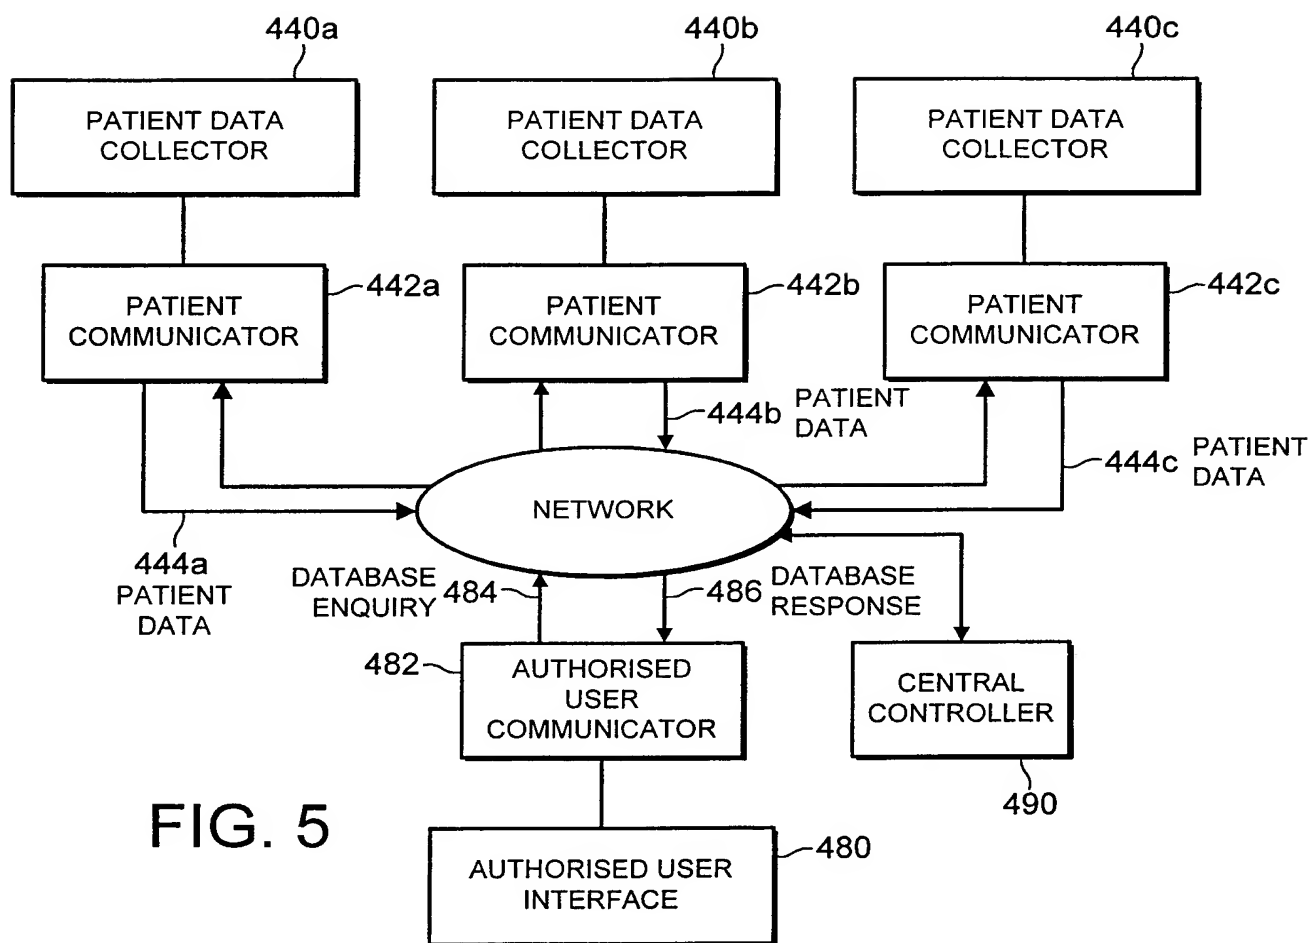 440a
440b
440c
PATIENT DATA
COLLECTOR
PATIENT DATA
COLLECTOR
PATIENT DATA
COLLECTOR
442a
442b
442c
PATIENT
COMMUNICATOR
PATIENT
COMMUNICATOR
PATIENT
COMMUNICATOR
444b
PATIENT
DATA
444c
PATIENT
DATA
NETWORK
444a
PATIENT
DATA
DATABASE
ENQUIRY
484
486
DATABASE
RESPONSE
482
AUTHORISED
USER
COMMUNICATOR
CENTRAL
CONTROLLER
490
FIG. 5
480
AUTHORISED USER
INTERFACE